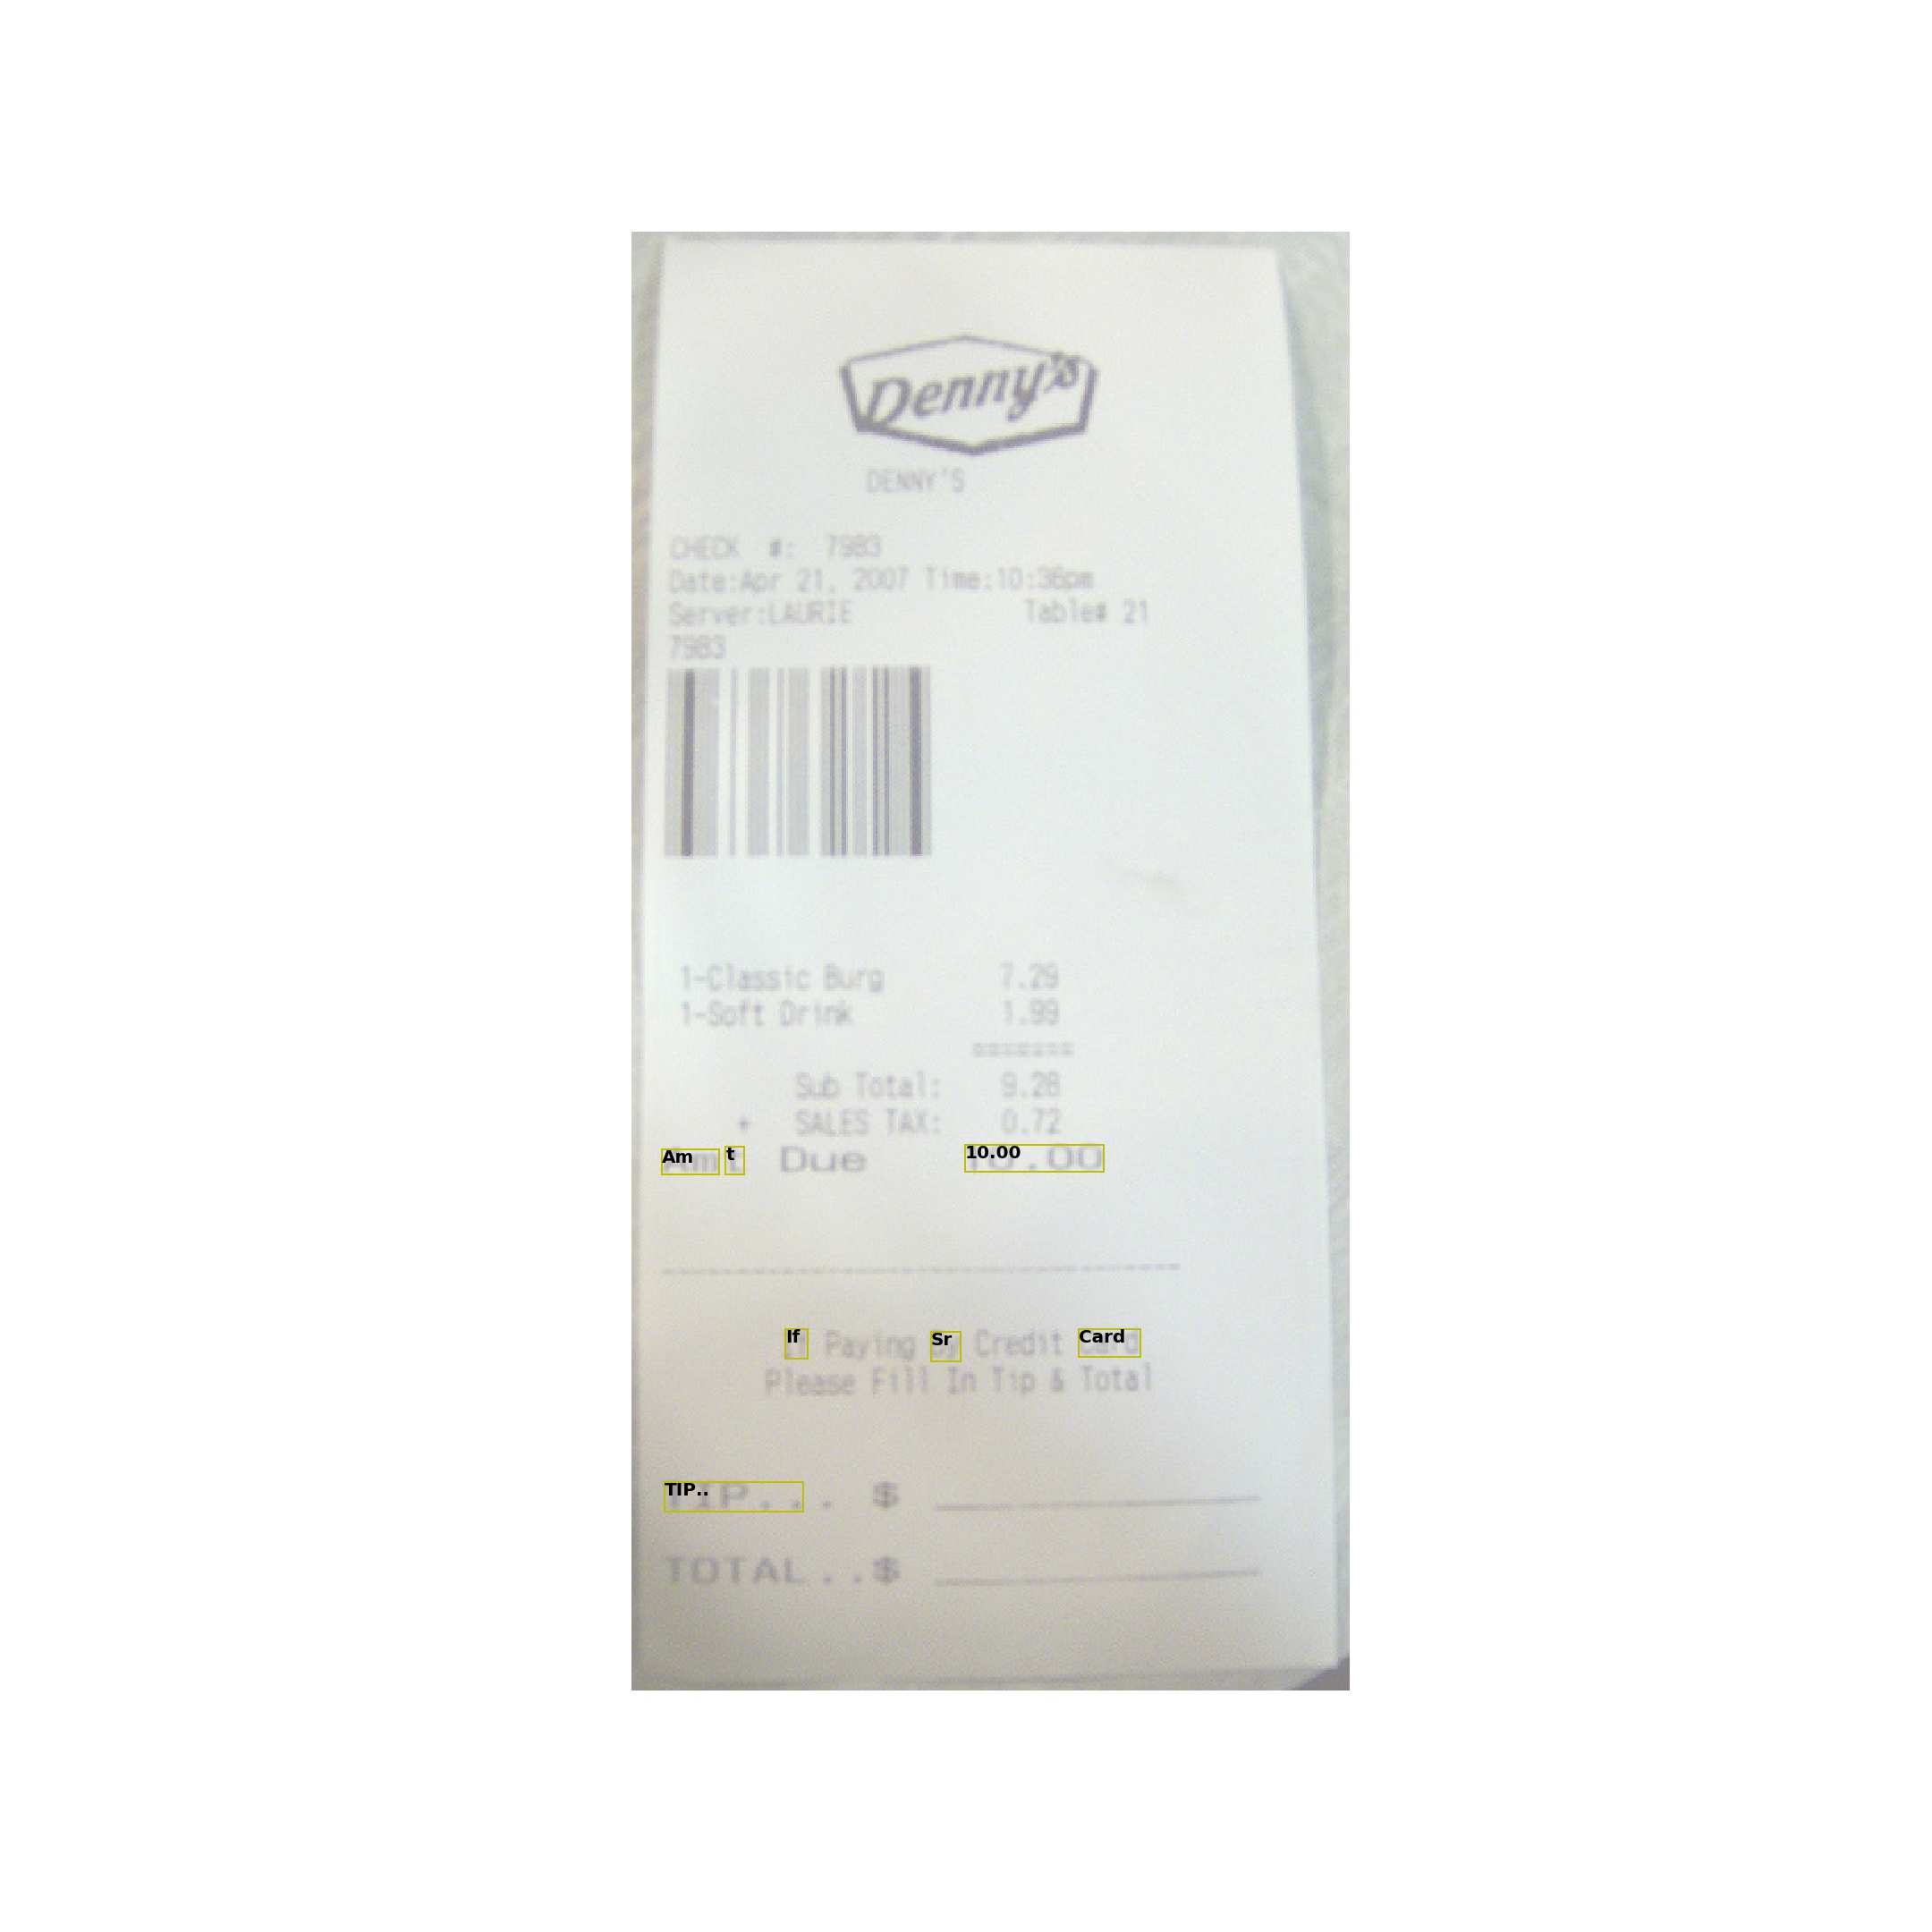 Denny's
DENNY'S
CHECK #: 7983
Date:Apr 21, 2007 Time:10:36pm
Server:LAURIE Table# 21
7983
1-Classic Burg 7.29
1-Soft Drink 1.99
=======
Sub Total: 9.28
+ SALES TAX: 0.72
Amt Due 10.00
If Paying By Credit Card
Please Fill In Tip & Total
TIP... $
TOTAL..$